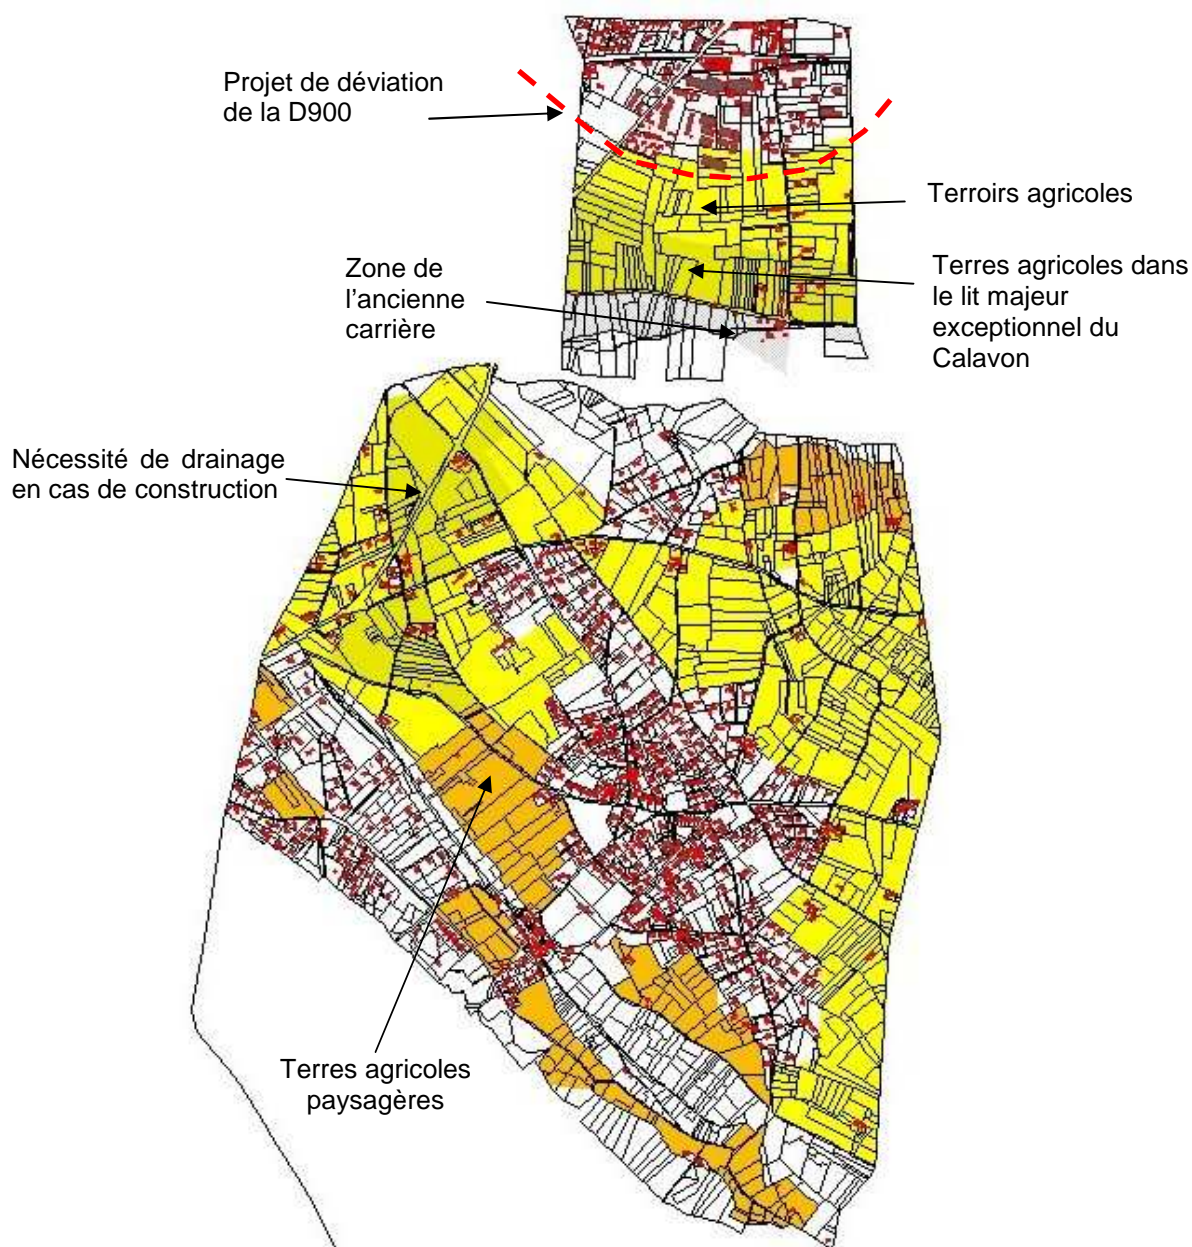 Projet de déviation
de la D900
Terroirs agricoles
Zone de
l’ancienne
carrière
Terres agricoles dans
le lit majeur
exceptionnel du
Calavon
Nécessité de drainage
en cas de construction
Terres agricoles
paysagères